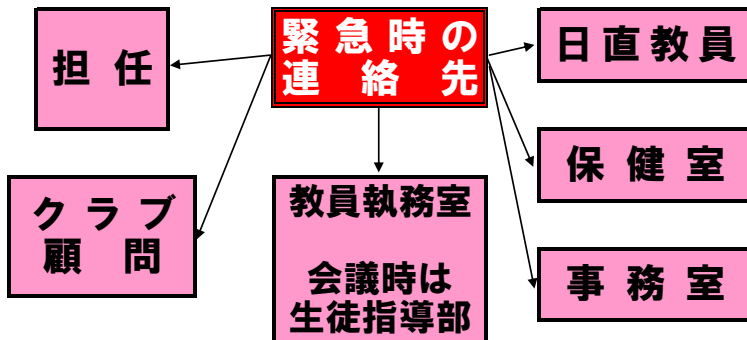 緊急時の
連絡先
担任
日直教員
保健室
クラブ
顧問
教員執務室
会議時は
生徒指導部
事務室